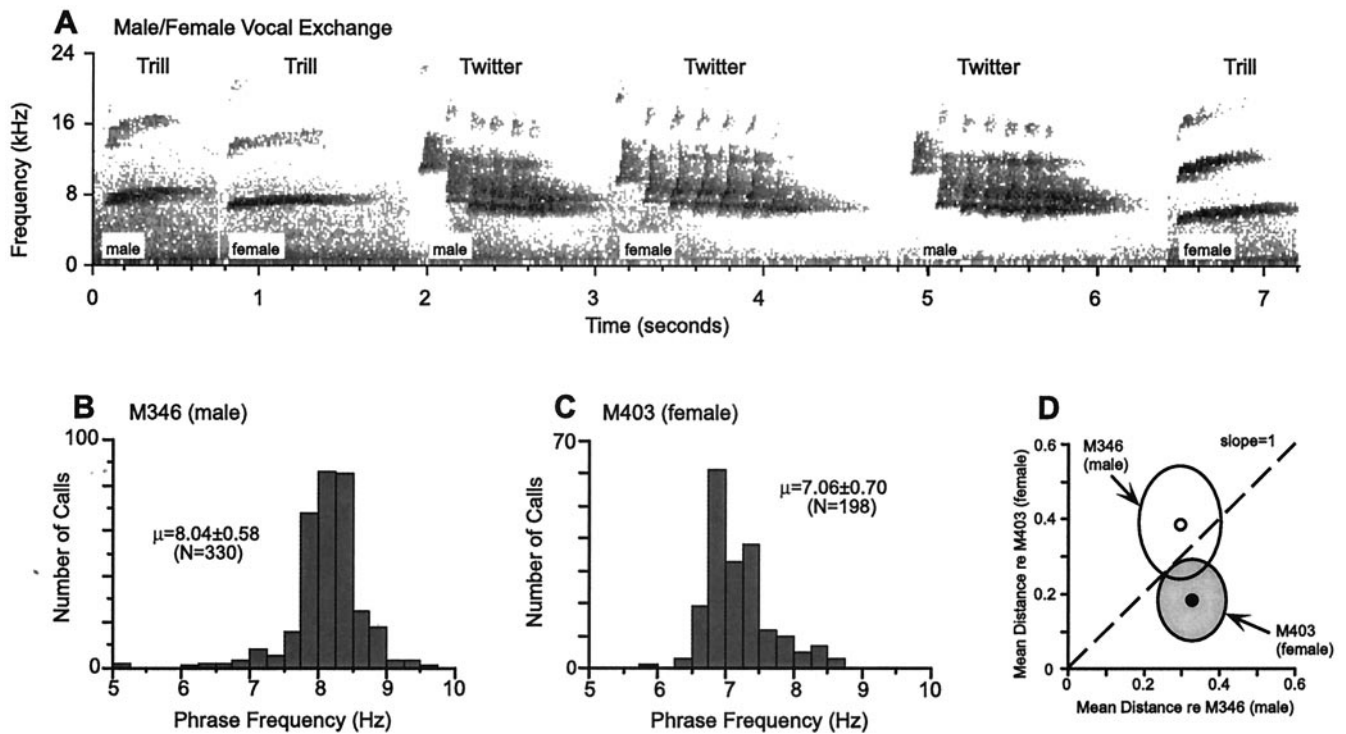 A Male/Female Vocal Exchange
24
16
8
0
Frequency (kHz)
Trill
Trill
Twitter
Twitter
Twitter
Trill
male
female
male
female
male
female
0 1 2 3 4 5 6 7
Time (seconds)
B M346 (male)
100
0
Number of Calls
μ=8.04±0.58
(N=330)
5 6 7 8 9 10
Phrase Frequency (Hz)
C M403 (female)
70
0
Number of Calls
μ=7.06±0.70
(N=198)
5 6 7 8 9 10
Phrase Frequency (Hz)
D
0.6
0.4
0.2
0
Mean Distance re M403 (female)
slope=1
M346
(male)
M403
(female)
0 0.2 0.4 0.6
Mean Distance re M346 (male)